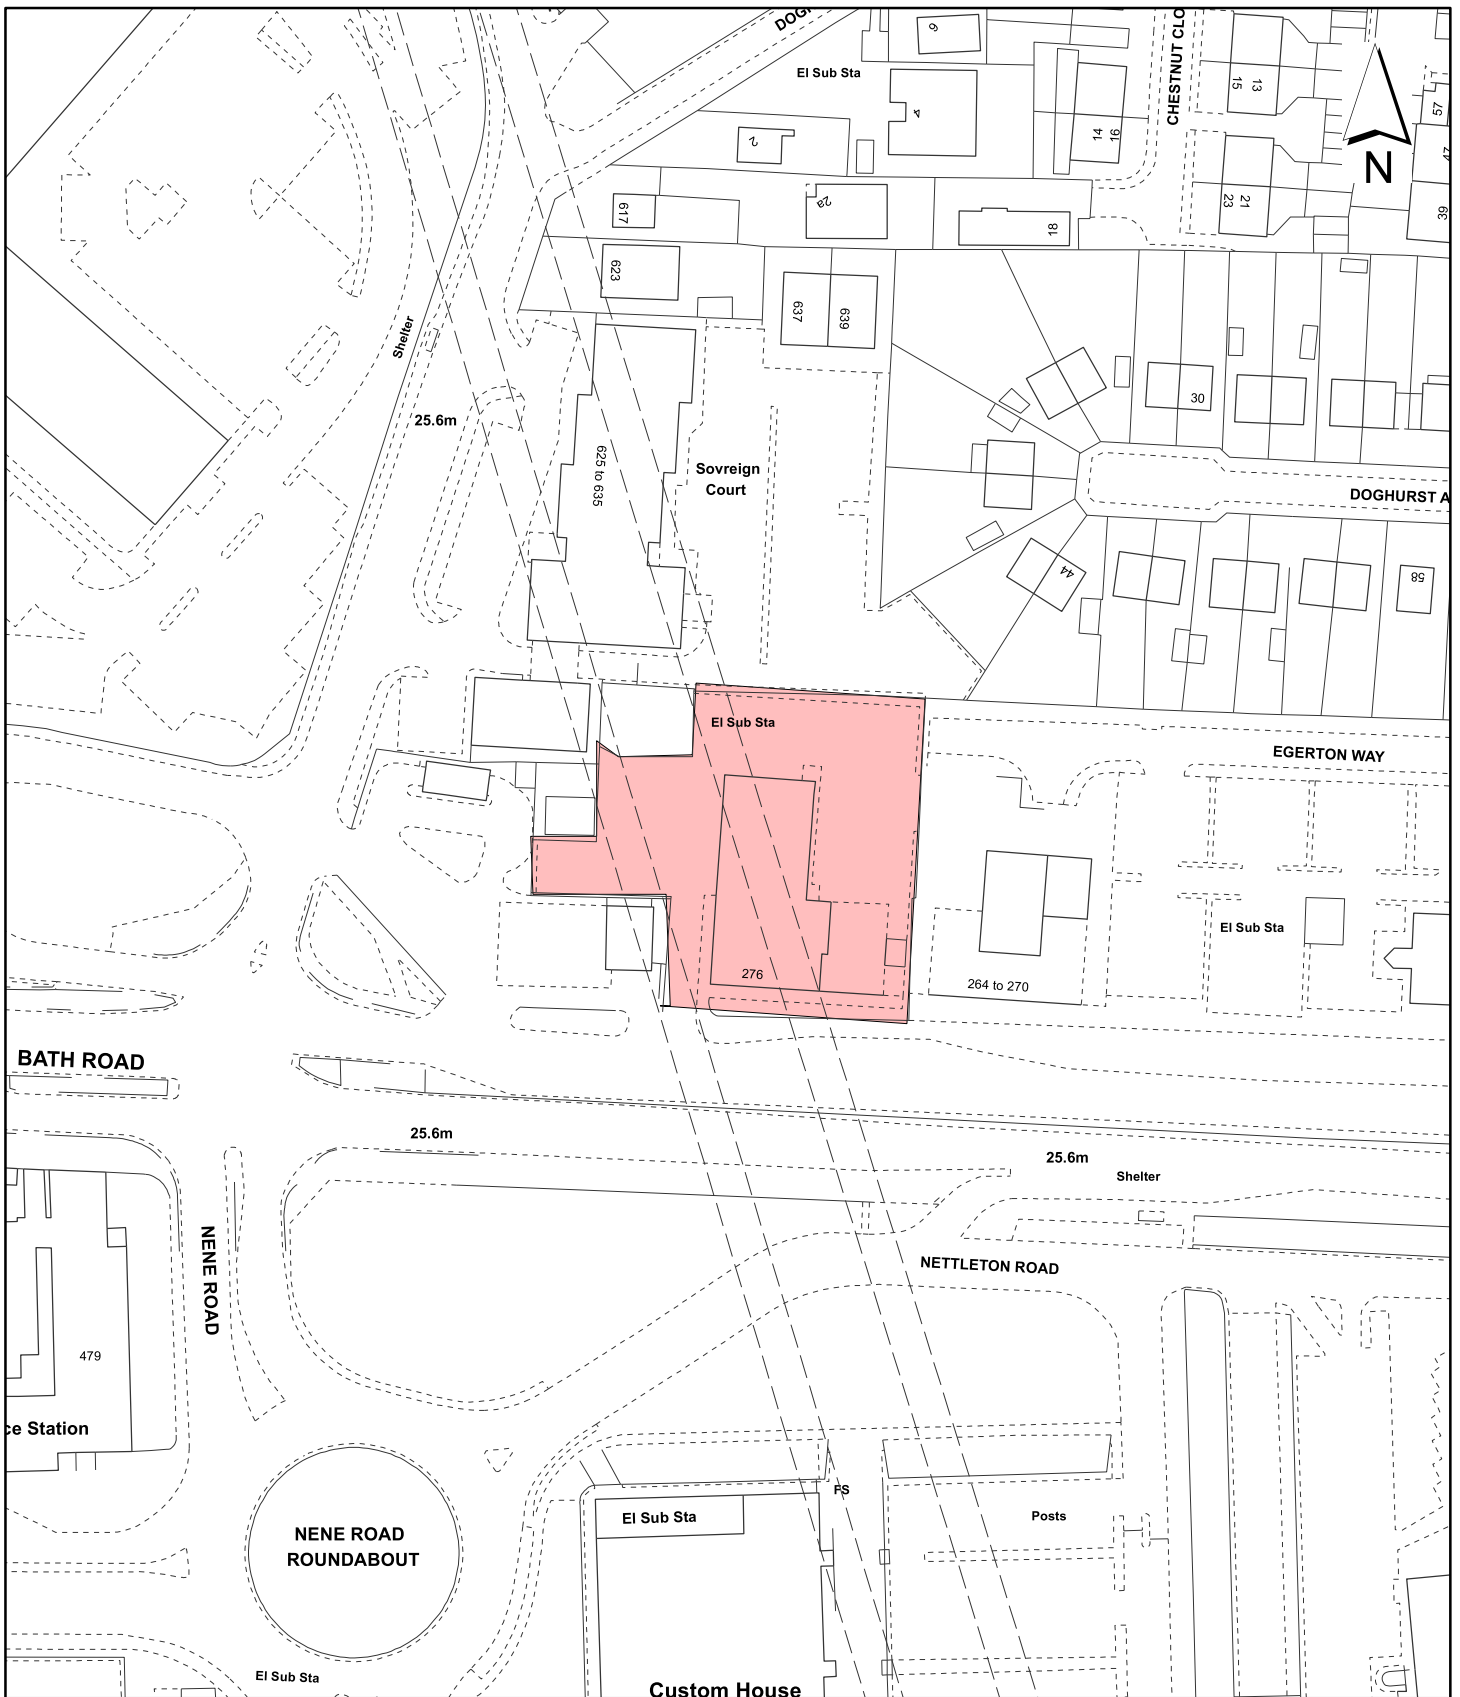 El Sub Sta
6
4
2
CHESTNUT CLO
15
13
57
14
16
47
N
2a
617
18
23
21
39
623
637
639
Shelter
25.6m
30
625 to 635
Sovreign
Court
DOGHURST A
44
58
El Sub Sta
EGERTON WAY
276
264 to 270
El Sub Sta
BATH ROAD
25.6m
25.6m
Shelter
NENE ROAD
NETTLETON ROAD
479
ce Station
FS
El Sub Sta
Posts
NENE ROAD
ROUNDABOUT
El Sub Sta
Custom House